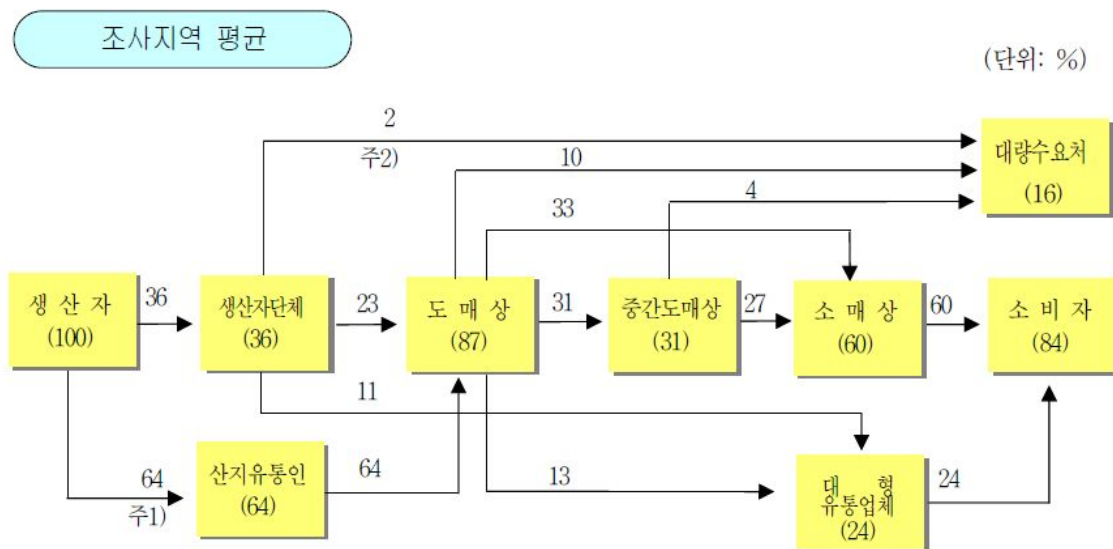 조사지역 평균
(단위: %)
2
주2)
10
4
33
대량수요처
(16)
생 산 자
(100)
36
생산자단체
(36)
23
도 매 상
(87)
31
중간도매상
(31)
27
소 매 상
(60)
60
소 비 자
(84)
11
64
주1)
산지유통인
(64)
64
13
대 형
유통업체
(24)
24